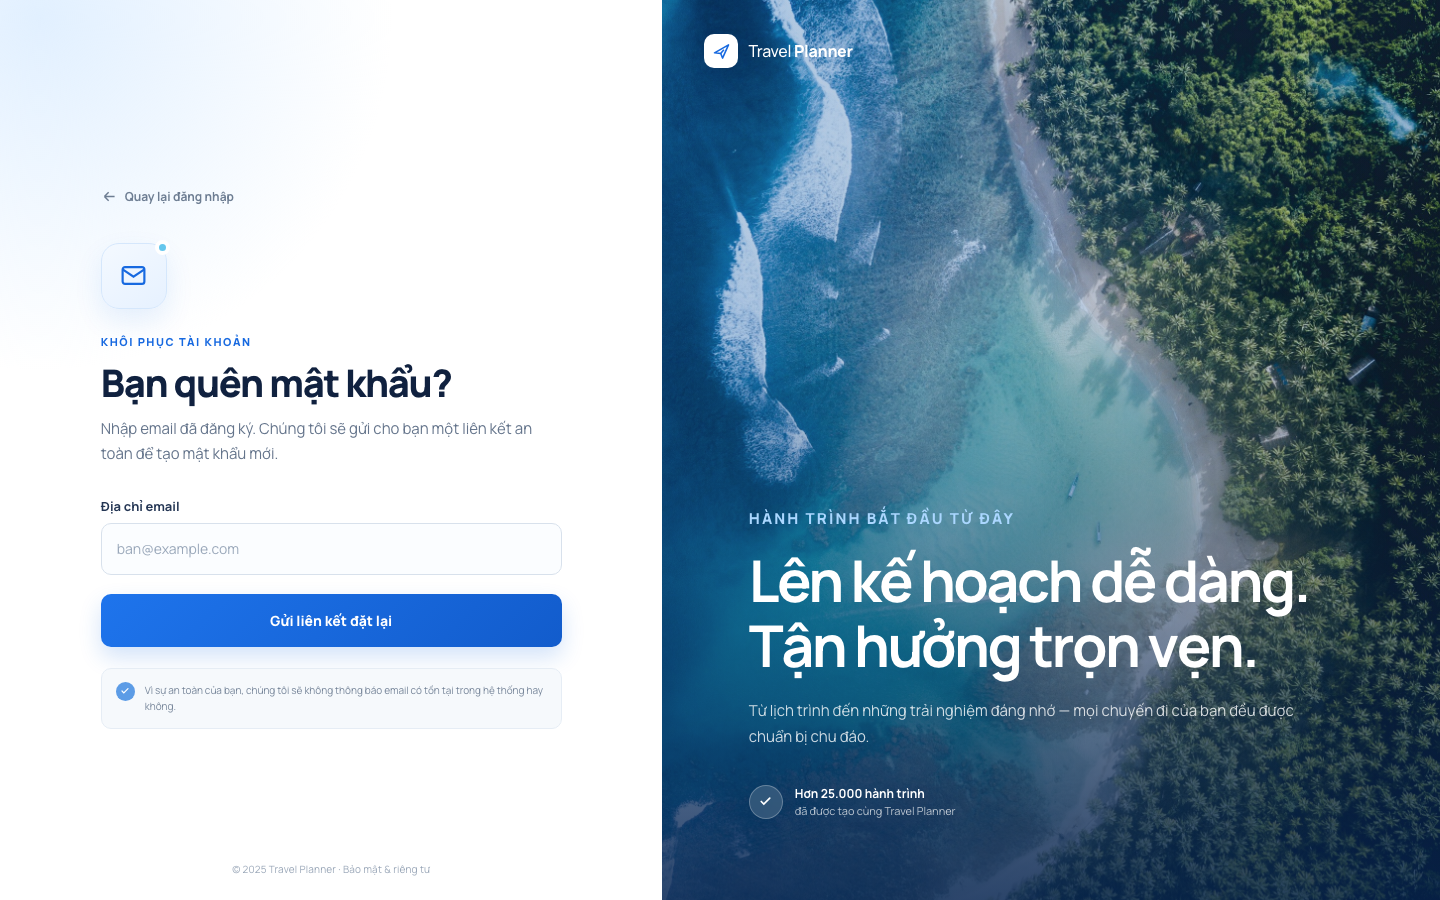 Quay lại đăng nhập
KHÔI PHỤC TÀI KHOẢN
Bạn quên mật khẩu?
Nhập email đã đăng ký. Chúng tôi sẽ gửi cho bạn một liên kết an
toàn để tạo mật khẩu mới.
Địa chỉ email
ban@example.com
Gửi liên kết đặt lại
Vì sự an toàn của bạn, chúng tôi sẽ không thông báo email có tồn tại trong hệ thống hay
không.
© 2025 Travel Planner · Bảo mật & riêng tư
Travel Planner
HÀNH TRÌNH BẮT ĐẦU TỪ ĐÂY
Lên kế hoạch dễ dàng.
Tận hưởng trọn vẹn.
Từ lịch trình đến những trải nghiệm đáng nhớ — mọi chuyến đi của bạn đều được
chuẩn bị chu đáo.
Hơn 25.000 hành trình
đã được tạo cùng Travel Planner